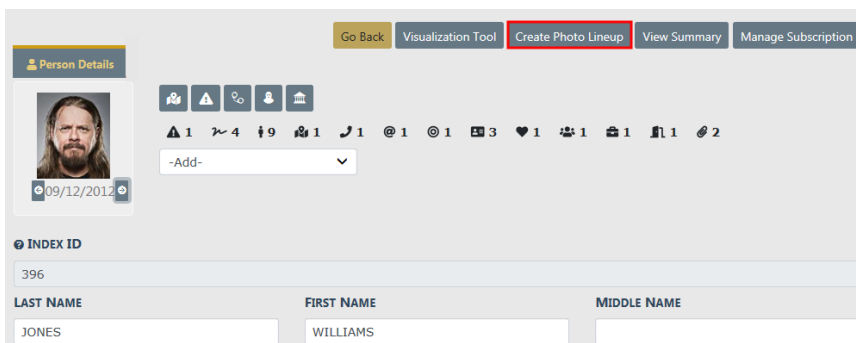 Go Back Visualization Tool Create Photo Lineup View Summary Manage Subscription
Person Details
1 4 9 1 1 @ 1 1 3 1 1 1 1 2
-Add-
09/12/2012
INDEX ID
396
LAST NAME FIRST NAME MIDDLE NAME
JONES WILLIAMS